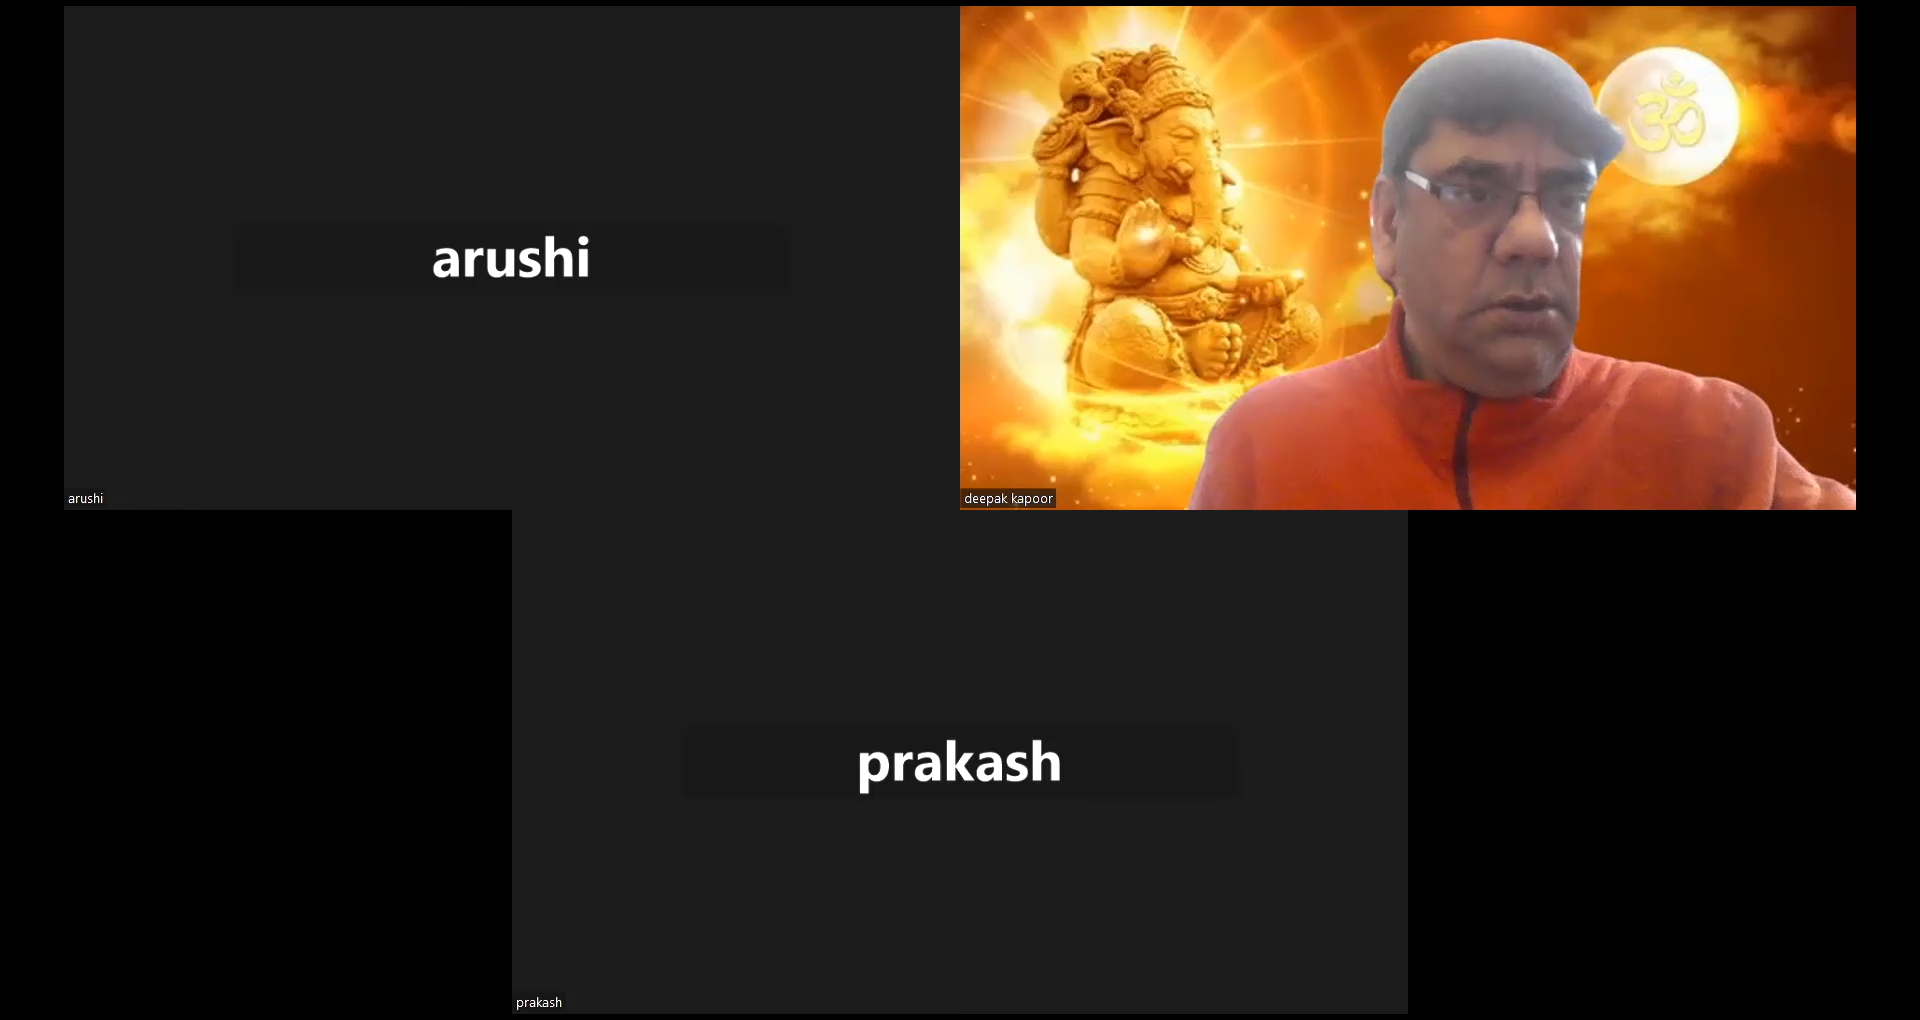 arushi
arushi
ॐ
deepak kapoor
prakash
prakash